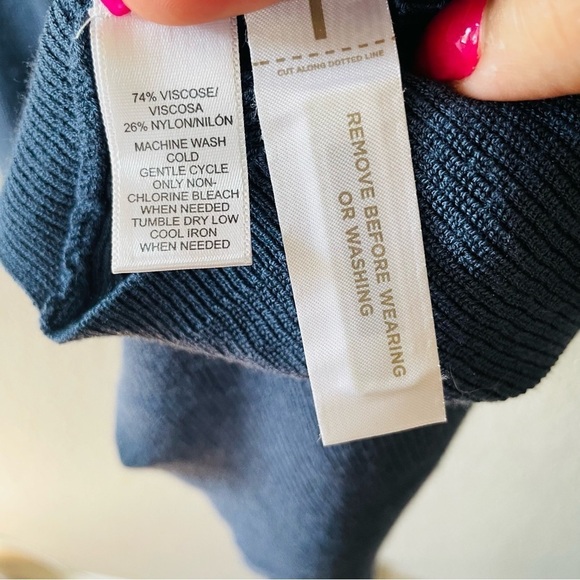 74% VISCOSE/
VISCOSA
26% NYLON/NILÓN
MACHINE WASH
COLD
GENTLE CYCLE
ONLY NON-
CHLORINE BLEACH
WHEN NEEDED
TUMBLE DRY LOW
COOL IRON
WHEN NEEDED
CUT ALONG DOTTED LINE
REMOVE BEFORE WEARING
OR WASHING